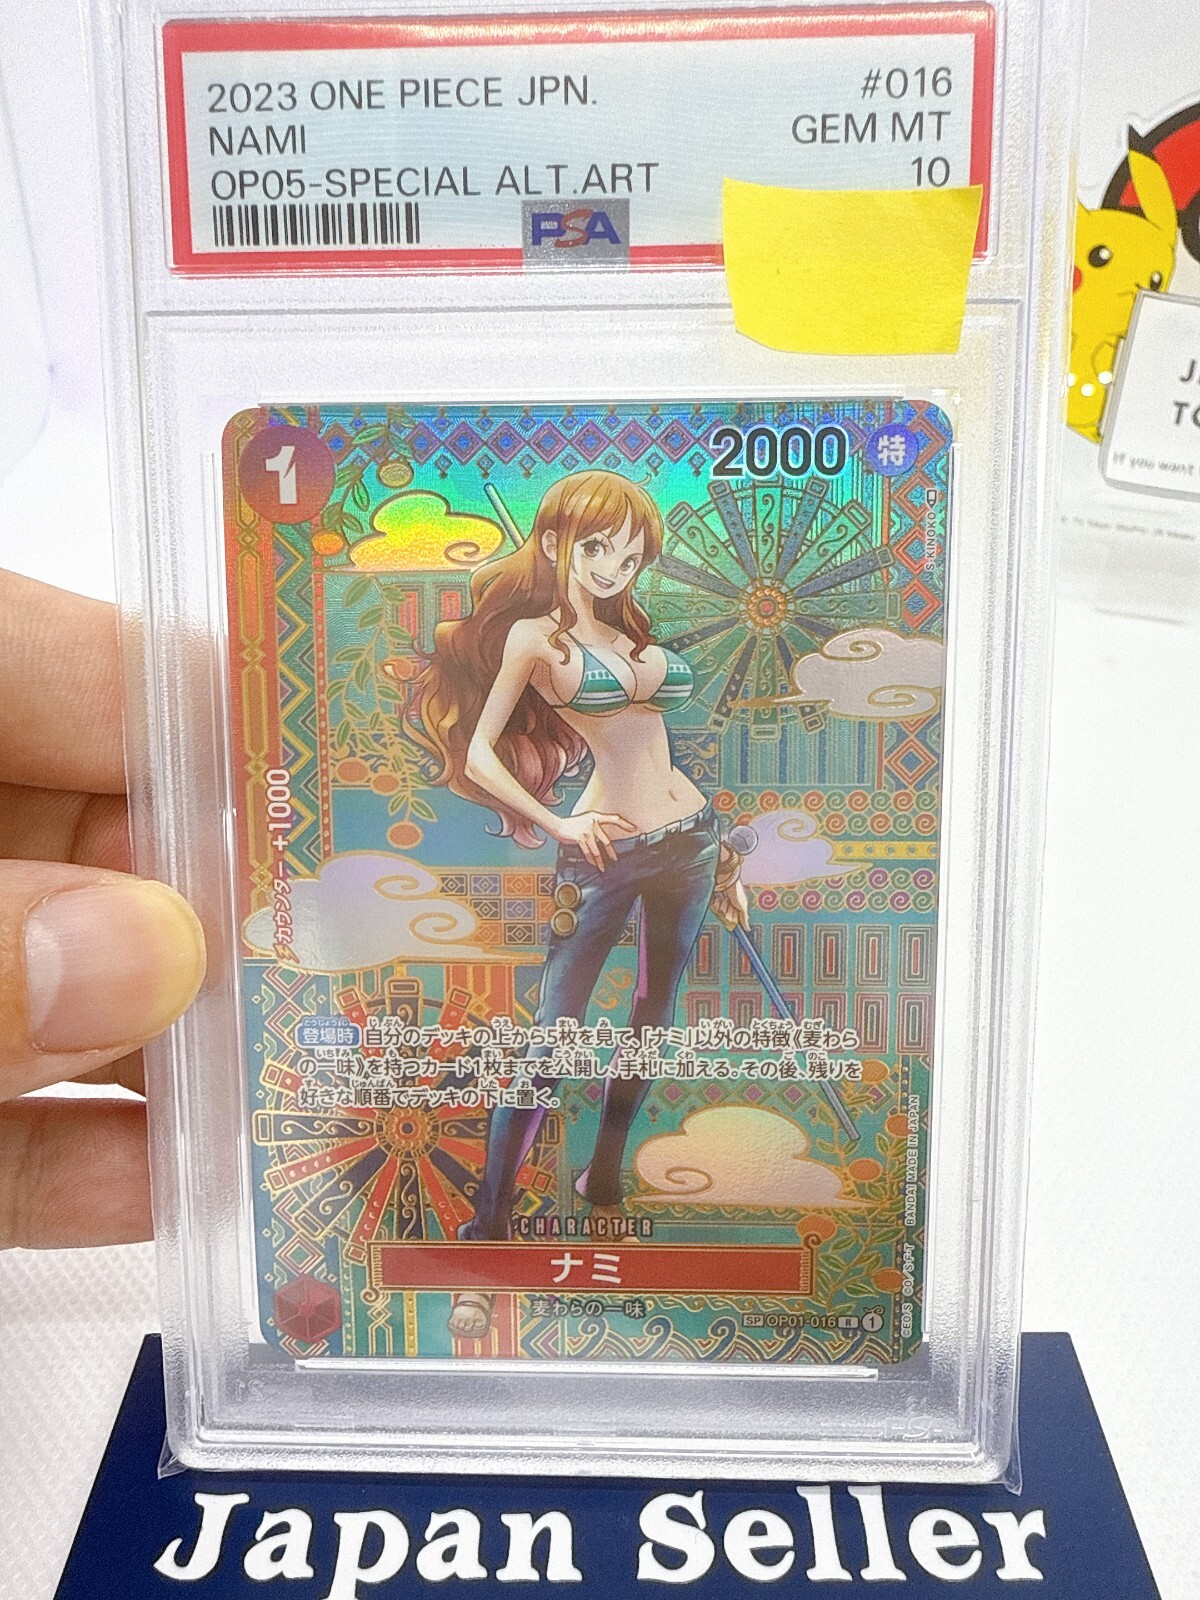 2023 ONE PIECE JPN.
#016
NAMI
GEM MT
OP05-SPECIAL ALT.ART
10
PSA
1
2000
特
S-KINOKO
カウンター +1000
登場時 自分のデッキの上から5枚を見て、「ナミ」以外の特徴《麦わら
の一味》を持つカード1枚までを公開し、手札に加える。その後、残りを
好きな順番でデッキの下に置く。
CHARACTER
ナミ
麦わらの一味
SP OP01-016 R 1
©EO/S ©O/S·F·T BANDAI MADE IN JAPAN
If you want
Japan Seller